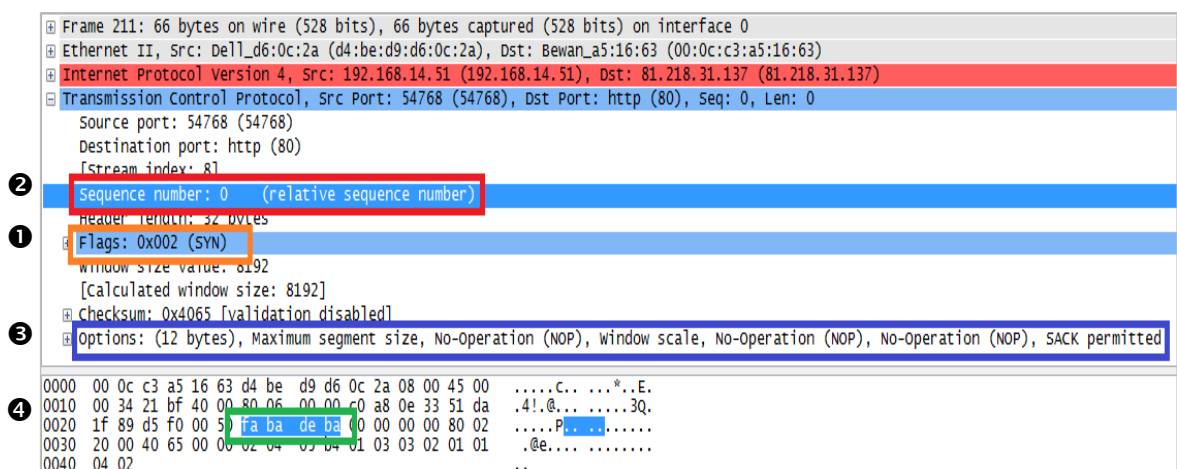 Frame 211: 66 bytes on wire (528 bits), 66 bytes captured (528 bits) on interface 0
Ethernet II, Src: Dell_d6:0c:2a (d4:be:d9:d6:0c:2a), Dst: Bewan_a5:16:63 (00:0c:c3:a5:16:63)
Internet Protocol Version 4, Src: 192.168.14.51 (192.168.14.51), Dst: 81.218.31.137 (81.218.31.137)
Transmission Control Protocol, Src Port: 54768 (54768), Dst Port: http (80), Seq: 0, Len: 0
Source port: 54768 (54768)
Destination port: http (80)
[Stream index: 8]
❷ Sequence number: 0 (relative sequence number)
Header length: 32 bytes
❶ Flags: 0x002 (SYN)
Window size value: 8192
[Calculated window size: 8192]
Checksum: 0x4065 [validation disabled]
❸ Options: (12 bytes), Maximum segment size, No-Operation (NOP), Window scale, No-Operation (NOP), No-Operation (NOP), SACK permitted
0000 00 0c c3 a5 16 63 d4 be d9 d6 0c 2a 08 00 45 00 .....c.. ...*..E.
❹ 0010 00 34 21 bf 40 00 80 06 00 00 c0 a8 0e 33 51 da .4!.@... .....3Q.
0020 1f 89 d5 f0 00 50 fa ba de ba 00 00 00 00 80 02 .....P.. ........
0030 20 00 40 65 00 00 02 04 05 b4 01 03 03 02 01 01 .@e.... ........
0040 04 02 ..